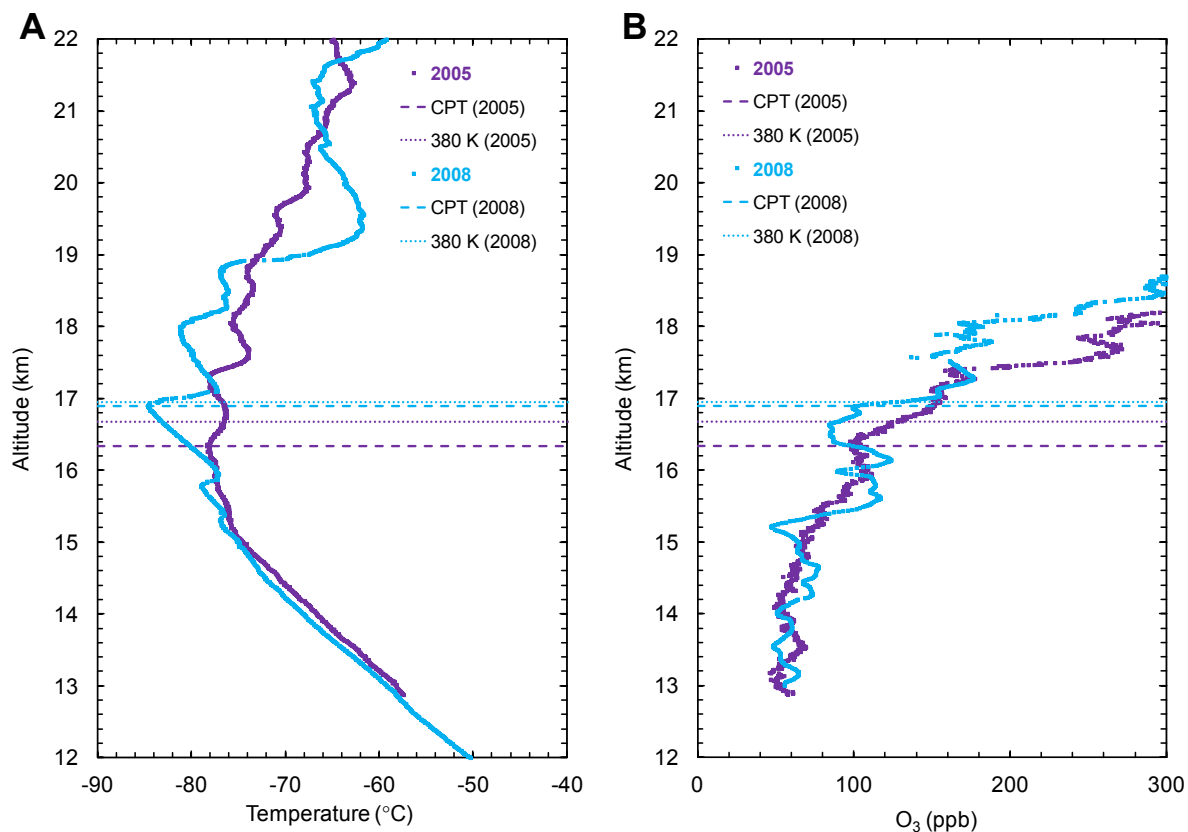 A
22
21
20
19
18
17
16
15
14
13
12
Altitude (km)
-90
-80
-70
-60
-50
-40
Temperature (°C)
2005
CPT (2005)
380 K (2005)
2008
CPT (2008)
380 K (2008)
B
22
21
20
19
18
17
16
15
14
13
12
Altitude (km)
0
100
200
300
O₃ (ppb)
2005
CPT (2005)
380 K (2005)
2008
CPT (2008)
380 K (2008)